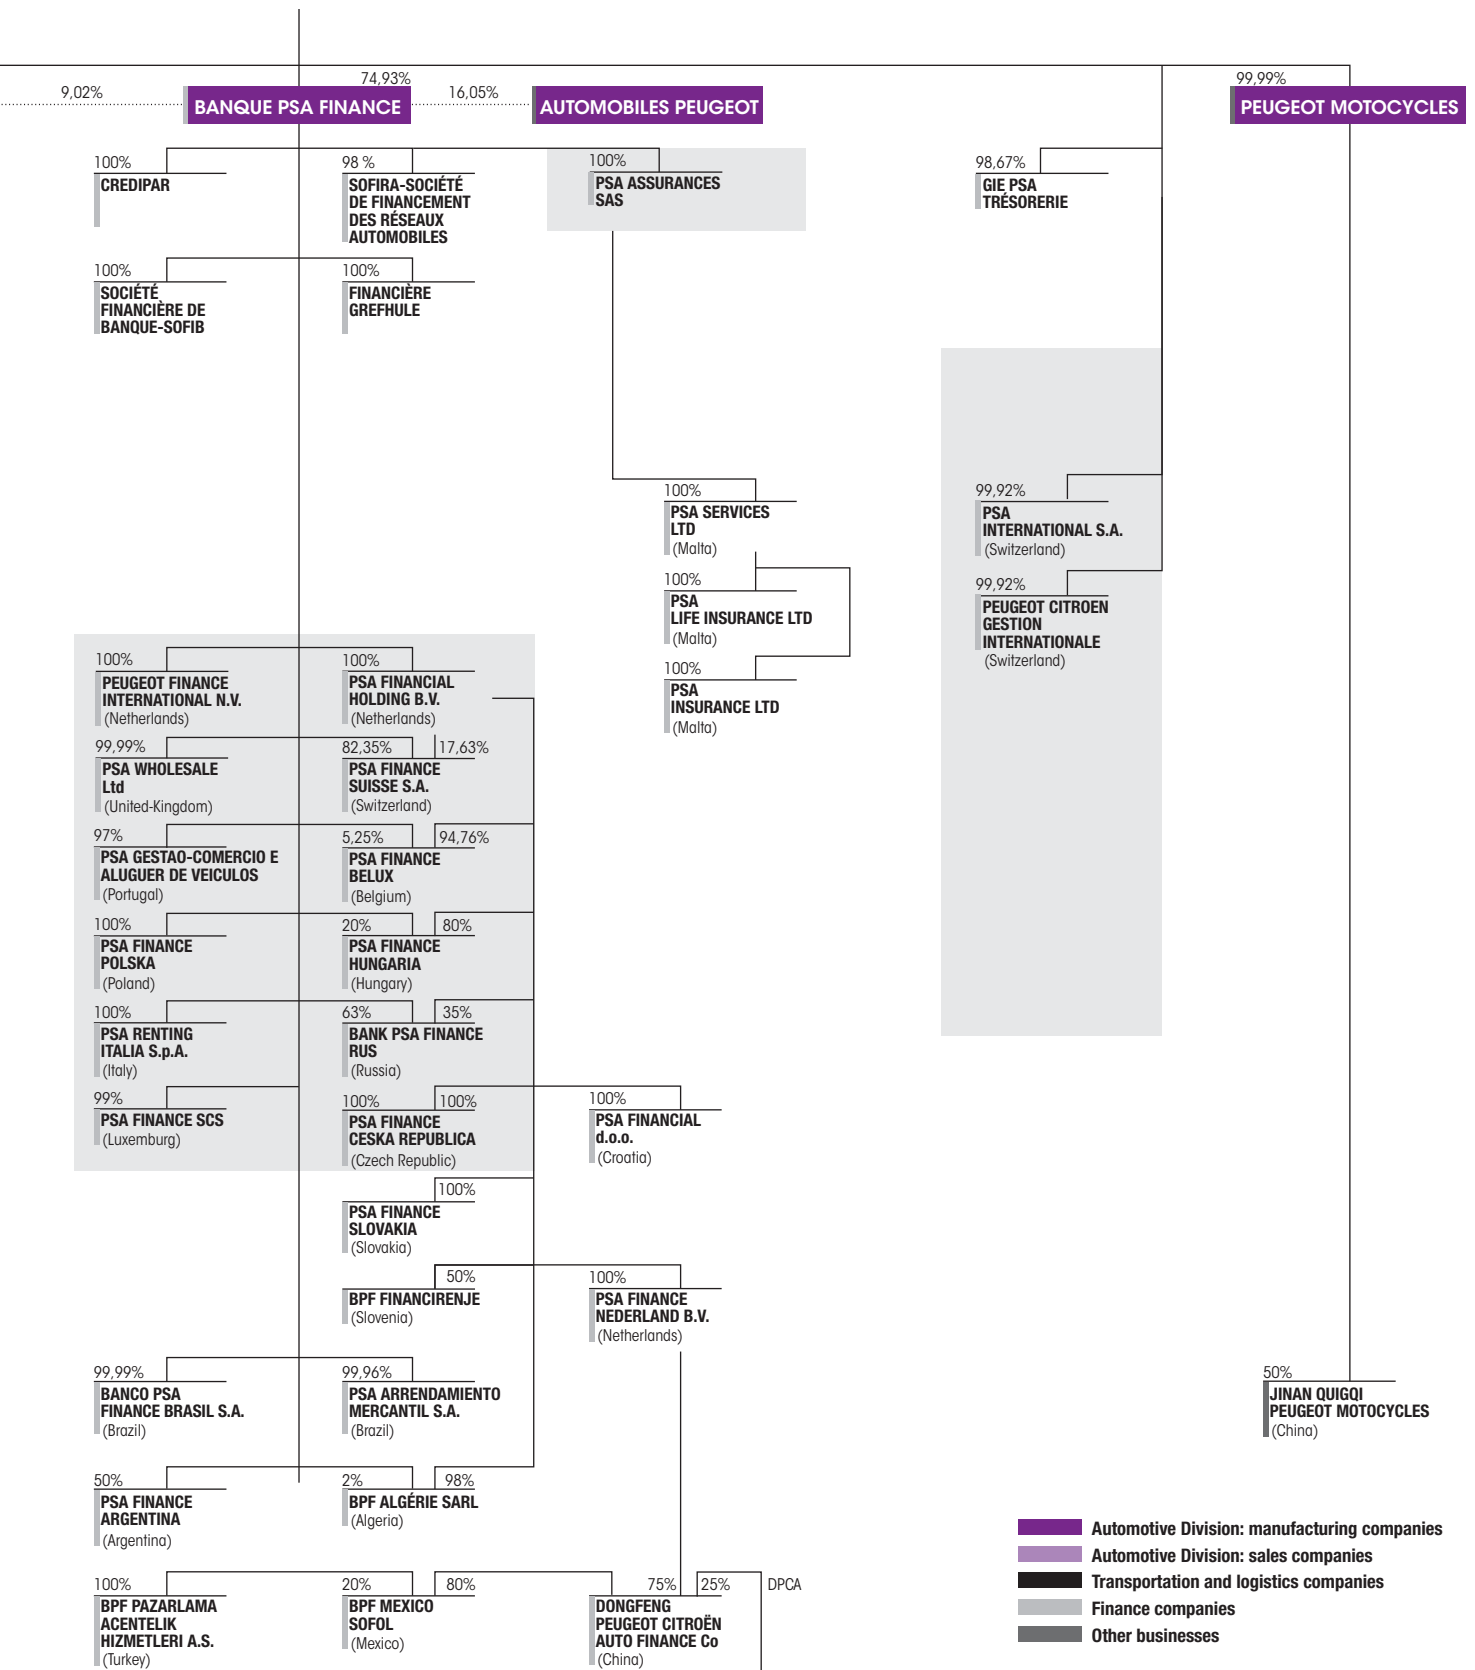 9,02%
74,93%
BANQUE PSA FINANCE
16,05%
AUTOMOBILES PEUGEOT
99,99%
PEUGEOT MOTOCYCLES
100%
CREDIPAR
98 %
SOFIRA-SOCIÉTÉ
DE FINANCEMENT
DES RÉSEAUX
AUTOMOBILES
100%
PSA ASSURANCES
SAS
98,67%
GIE PSA
TRÉSORERIE
100%
SOCIÉTÉ
FINANCIÈRE DE
BANQUE-SOFIB
100%
FINANCIÈRE
GREFHULE
100%
PSA SERVICES
LTD
(Malta)
100%
PSA
LIFE INSURANCE LTD
(Malta)
100%
PSA
INSURANCE LTD
(Malta)
99,92%
PSA
INTERNATIONAL S.A.
(Switzerland)
99,92%
PEUGEOT CITROEN
GESTION
INTERNATIONALE
(Switzerland)
100%
PEUGEOT FINANCE
INTERNATIONAL N.V.
(Netherlands)
100%
PSA FINANCIAL
HOLDING B.V.
(Netherlands)
99,99%
PSA WHOLESALE
Ltd
(United-Kingdom)
82,35%
17,63%
PSA FINANCE
SUISSE S.A.
(Switzerland)
97%
PSA GESTAO-COMERCIO E
ALUGUER DE VEICULOS
(Portugal)
5,25%
94,76%
PSA FINANCE
BELUX
(Belgium)
100%
PSA FINANCE
POLSKA
(Poland)
20%
80%
PSA FINANCE
HUNGARIA
(Hungary)
100%
PSA RENTING
ITALIA S.p.A.
(Italy)
63%
35%
BANK PSA FINANCE
RUS
(Russia)
99%
PSA FINANCE SCS
(Luxemburg)
100%
100%
PSA FINANCE
CESKA REPUBLICA
(Czech Republic)
100%
PSA FINANCIAL
d.o.o.
(Croatia)
100%
PSA FINANCE
SLOVAKIA
(Slovakia)
50%
BPF FINANCIRENJE
(Slovenia)
100%
PSA FINANCE
NEDERLAND B.V.
(Netherlands)
99,99%
BANCO PSA
FINANCE BRASIL S.A.
(Brazil)
99,96%
PSA ARRENDAMIENTO
MERCANTIL S.A.
(Brazil)
50%
JINAN QUIGQI
PEUGEOT MOTOCYCLES
(China)
50%
PSA FINANCE
ARGENTINA
(Argentina)
2%
98%
BPF ALGÉRIE SARL
(Algeria)
100%
BPF PAZARLAMA
ACENTELIK
HIZMETLERI A.S.
(Turkey)
20%
80%
BPF MEXICO
SOFOL
(Mexico)
75%
25%
DPCA
DONGFENG
PEUGEOT CITROËN
AUTO FINANCE Co
(China)
Automotive Division: manufacturing companies
Automotive Division: sales companies
Transportation and logistics companies
Finance companies
Other businesses